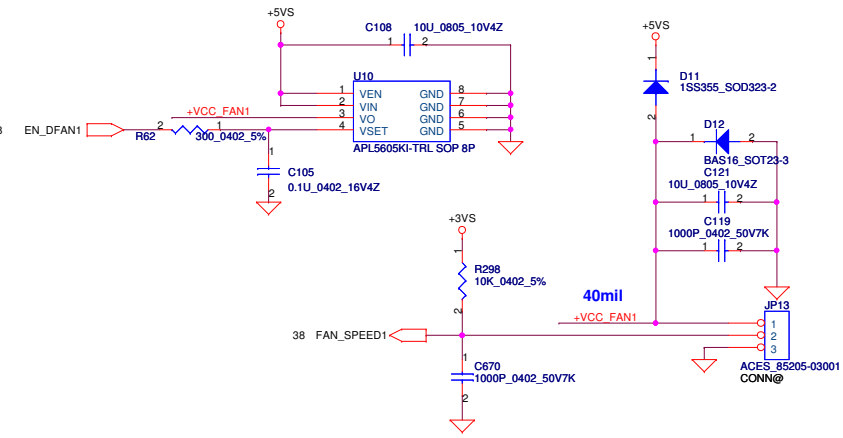 +5VS
C108 10U_0805_10V4Z
1 2
U10
1 VEN GND 8
2 VIN GND 7
3 VO GND 6
4 VSET GND 5
APL5605KI-TRL SOP 8P
+VCC_FAN1
EN_DFAN1
2 1
R62 300_0402_5%
1
C105
0.1U_0402_16V4Z
2
+5VS
1
D11
1SS355_SOD323-2
2
D12
1 2
BAS16_SOT23-3
C121
10U_0805_10V4Z
1 2
C119
1000P_0402_50V7K
1 2
+3VS
1
R298
10K_0402_5%
2
40mil
+VCC_FAN1
38 FAN_SPEED1
1
C670
1000P_0402_50V7K
2
JP13
1
2
3
ACES_85205-03001
CONN@